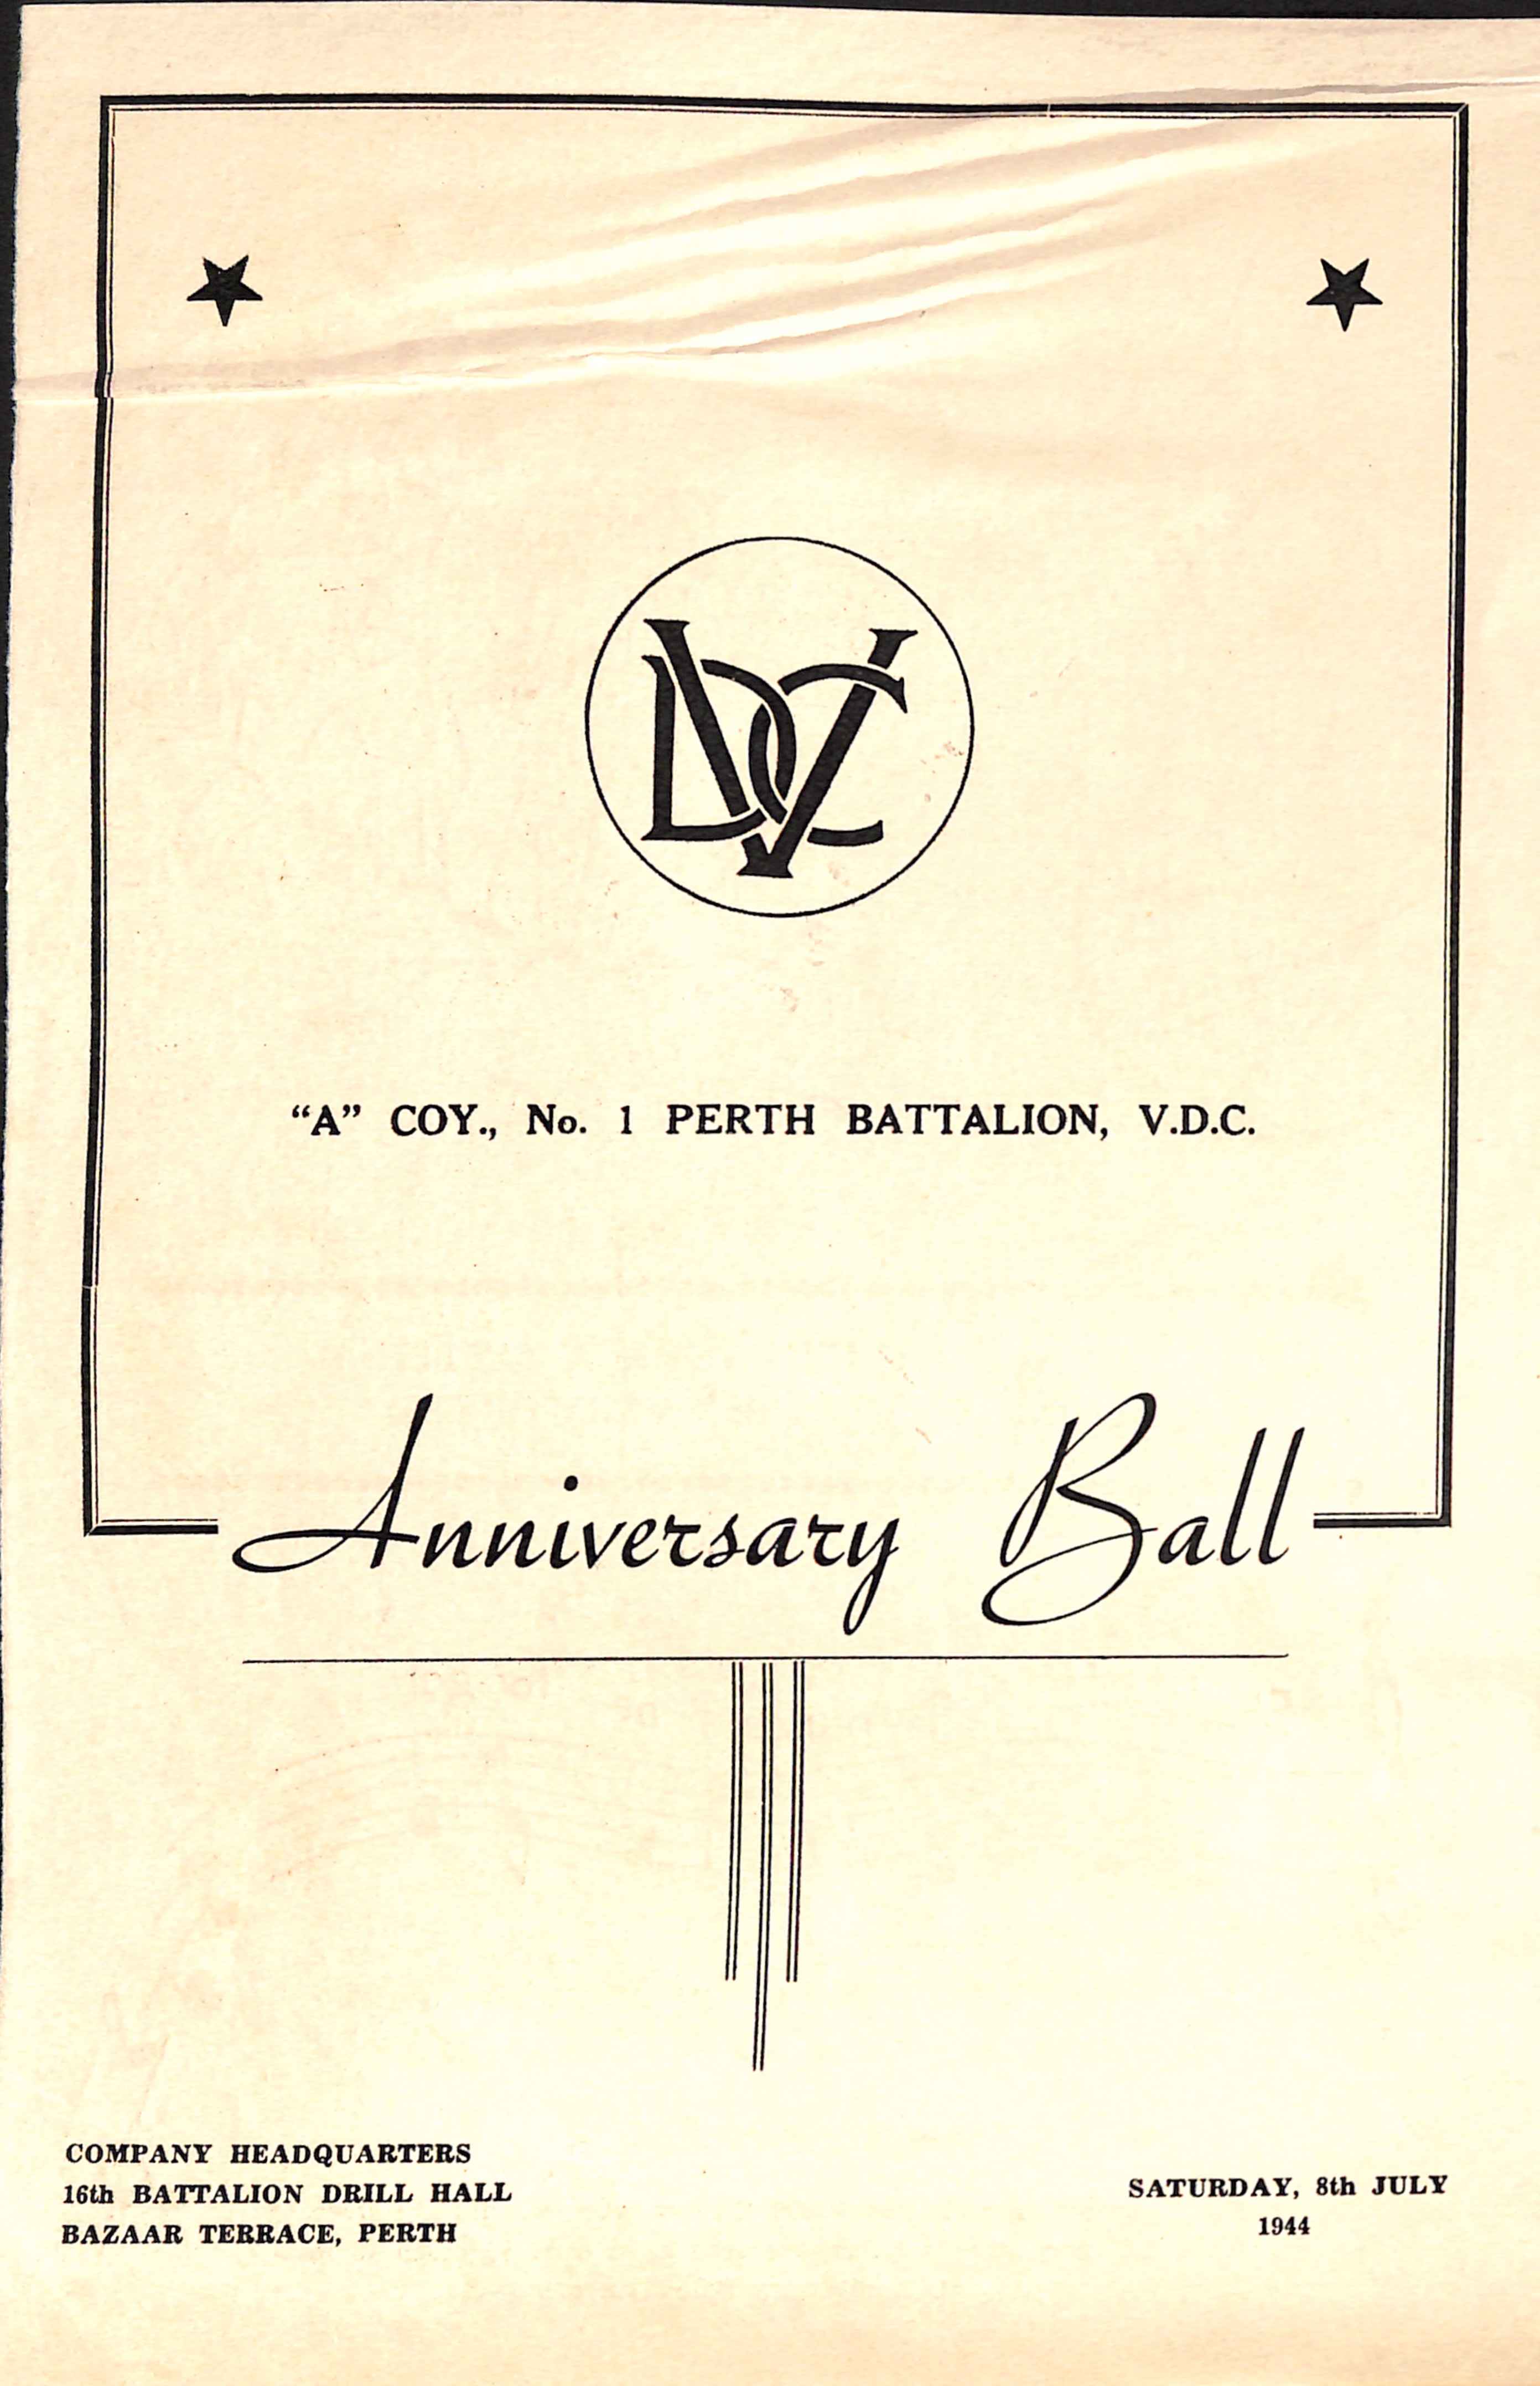 VDC
“A” COY., No. 1 PERTH BATTALION, V.D.C.
Anniversary Ball
COMPANY HEADQUARTERS
16th BATTALION DRILL HALL
BAZAAR TERRACE, PERTH
SATURDAY, 8th JULY
1944